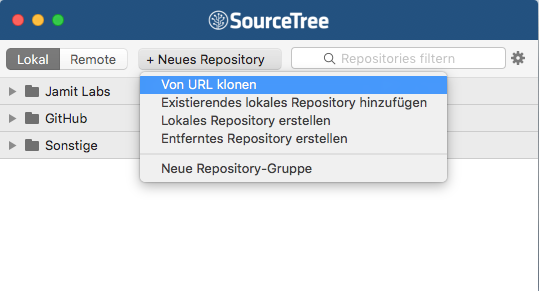 SourceTree
Lokal Remote + Neues Repository Repositories filtern
Von URL klonen
Jamit Labs
Existierendes lokales Repository hinzufügen
GitHub
Lokales Repository erstellen
Entferntes Repository erstellen
Sonstige
Neue Repository-Gruppe